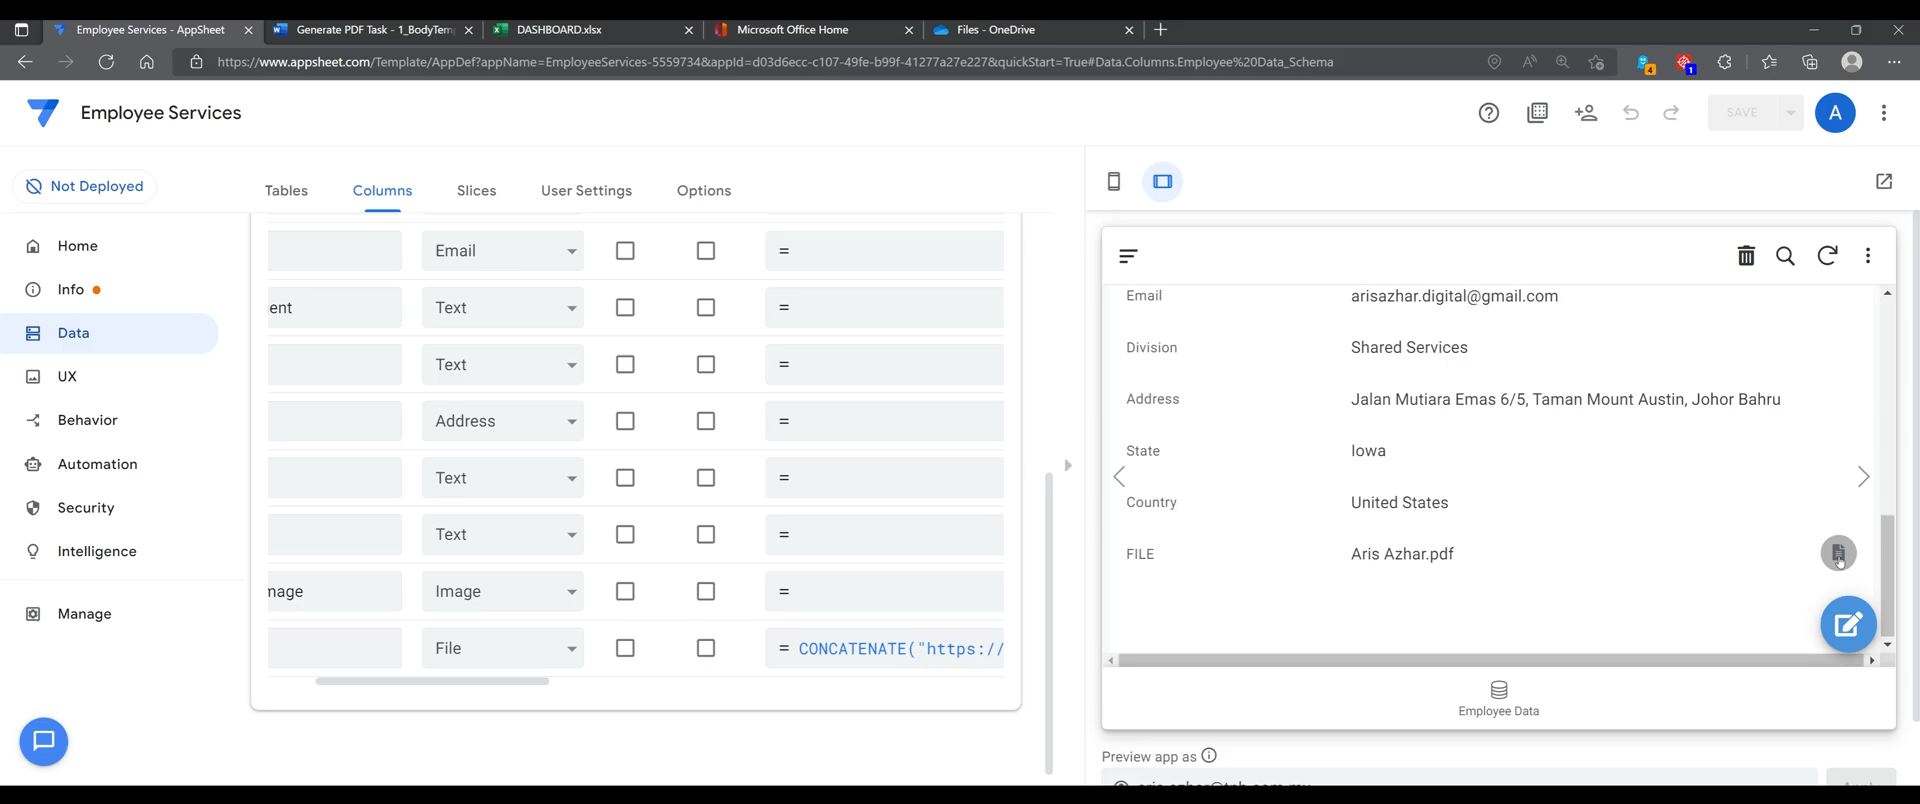 Employee Services - AppSheet
Generate PDF Task - 1_BodyTem
DASHBOARD.xlsx
Microsoft Office Home
Files - OneDrive
https://www.appsheet.com/Template/AppDef?appName=EmployeeServices-5559734&appId=d03d6ecc-c107-49fe-b99f-41277a27e227&quickStart=True#Data.Columns.Employee%20Data_Schema
4
1
Employee Services
SAVE
A
Not Deployed
Tables
Columns
Slices
User Settings
Options
Home
Info
Data
UX
Behavior
Automation
Security
Intelligence
Manage
Email
=
ent
Text
=
Text
=
Address
=
Text
=
Text
=
nage
Image
=
File
= CONCATENATE("https://
Email
arisazhar.digital@gmail.com
Division
Shared Services
Address
Jalan Mutiara Emas 6/5, Taman Mount Austin, Johor Bahru
State
Iowa
Country
United States
FILE
Aris Azhar.pdf
Employee Data
Preview app as